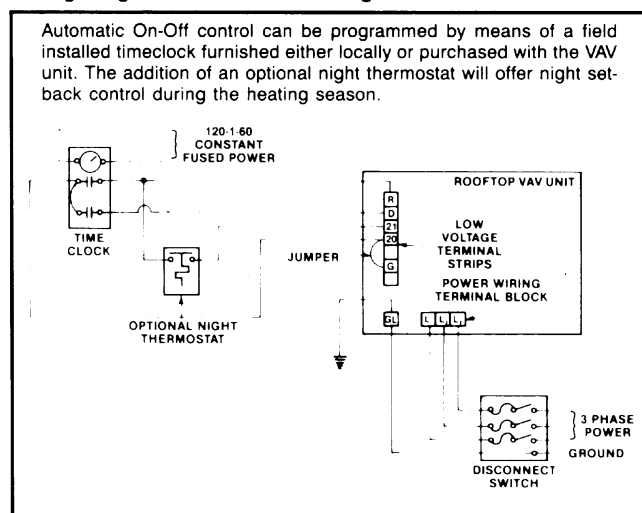 Automatic On-Off control can be programmed by means of a field
installed timeclock furnished either locally or purchased with the VAV
unit. The addition of an optional night thermostat will offer night set-
back control during the heating season.
120-1-60
CONSTANT
FUSED POWER
TIME
CLOCK
OPTIONAL NIGHT
THERMOSTAT
JUMPER
ROOFTOP VAV UNIT
R
D
21
20
G
LOW
VOLTAGE
TERMINAL
STRIPS
POWER WIRING
TERMINAL BLOCK
GL
L L L
3 PHASE
POWER
GROUND
DISCONNECT
SWITCH